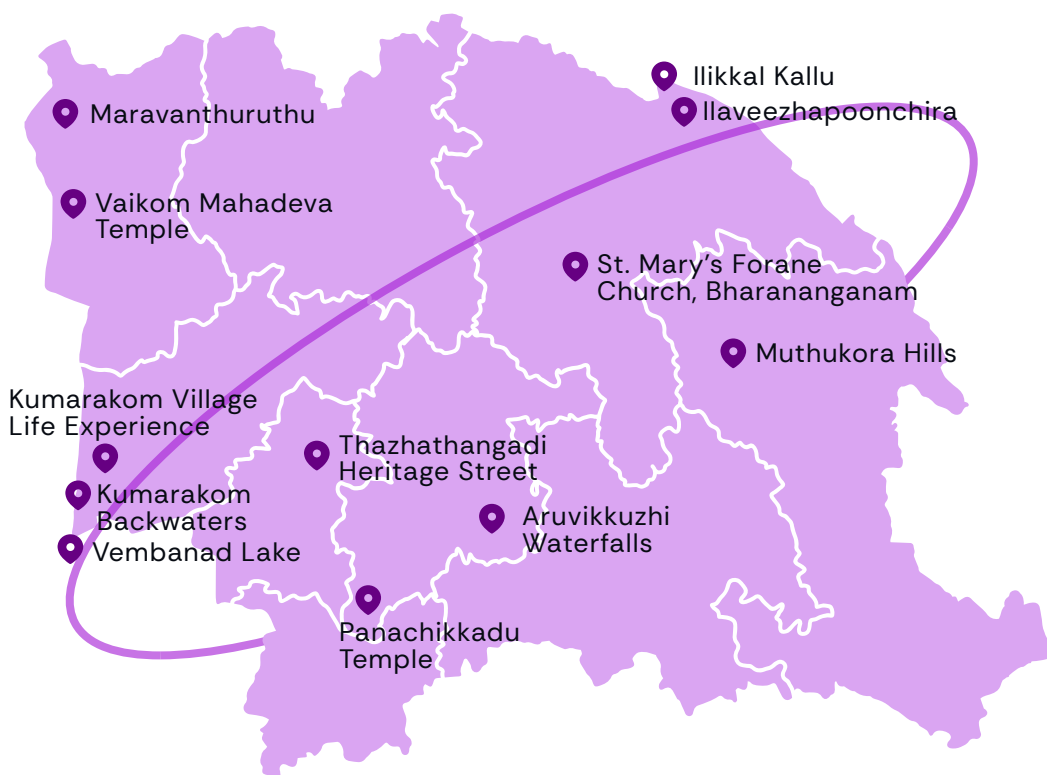 Ilikkal Kallu
Ilaveezhapoonchira
Maravanthuruthu
Vaikom Mahadeva
Temple
St. Mary's Forane
Church, Bharananganam
Muthukora Hills
Kumarakom Village
Life Experience
Thazhathangadi
Heritage Street
Kumarakom
Backwaters
Aruvikkuzhi
Waterfalls
Vembanad Lake
Panachikkadu
Temple